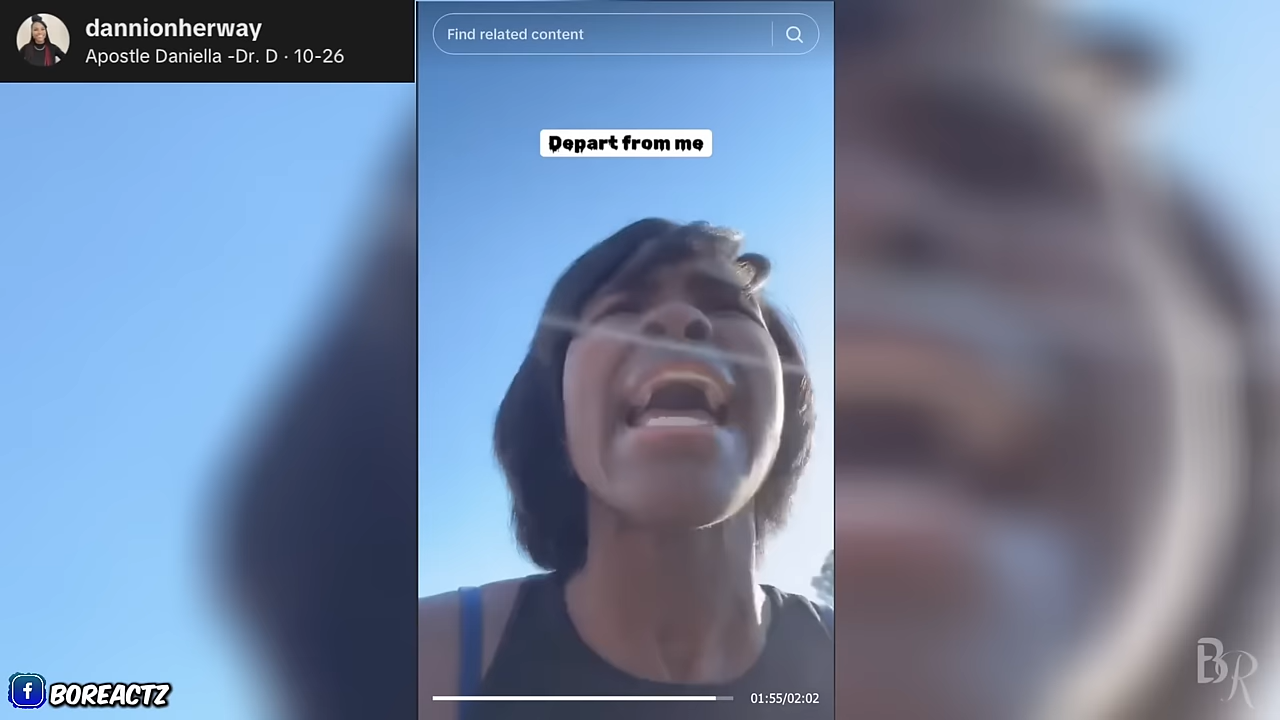 dannionherway
Apostle Daniella -Dr. D · 10-26
Find related content
Depart from me
01:55/02:02
f BOREACTZ
BR